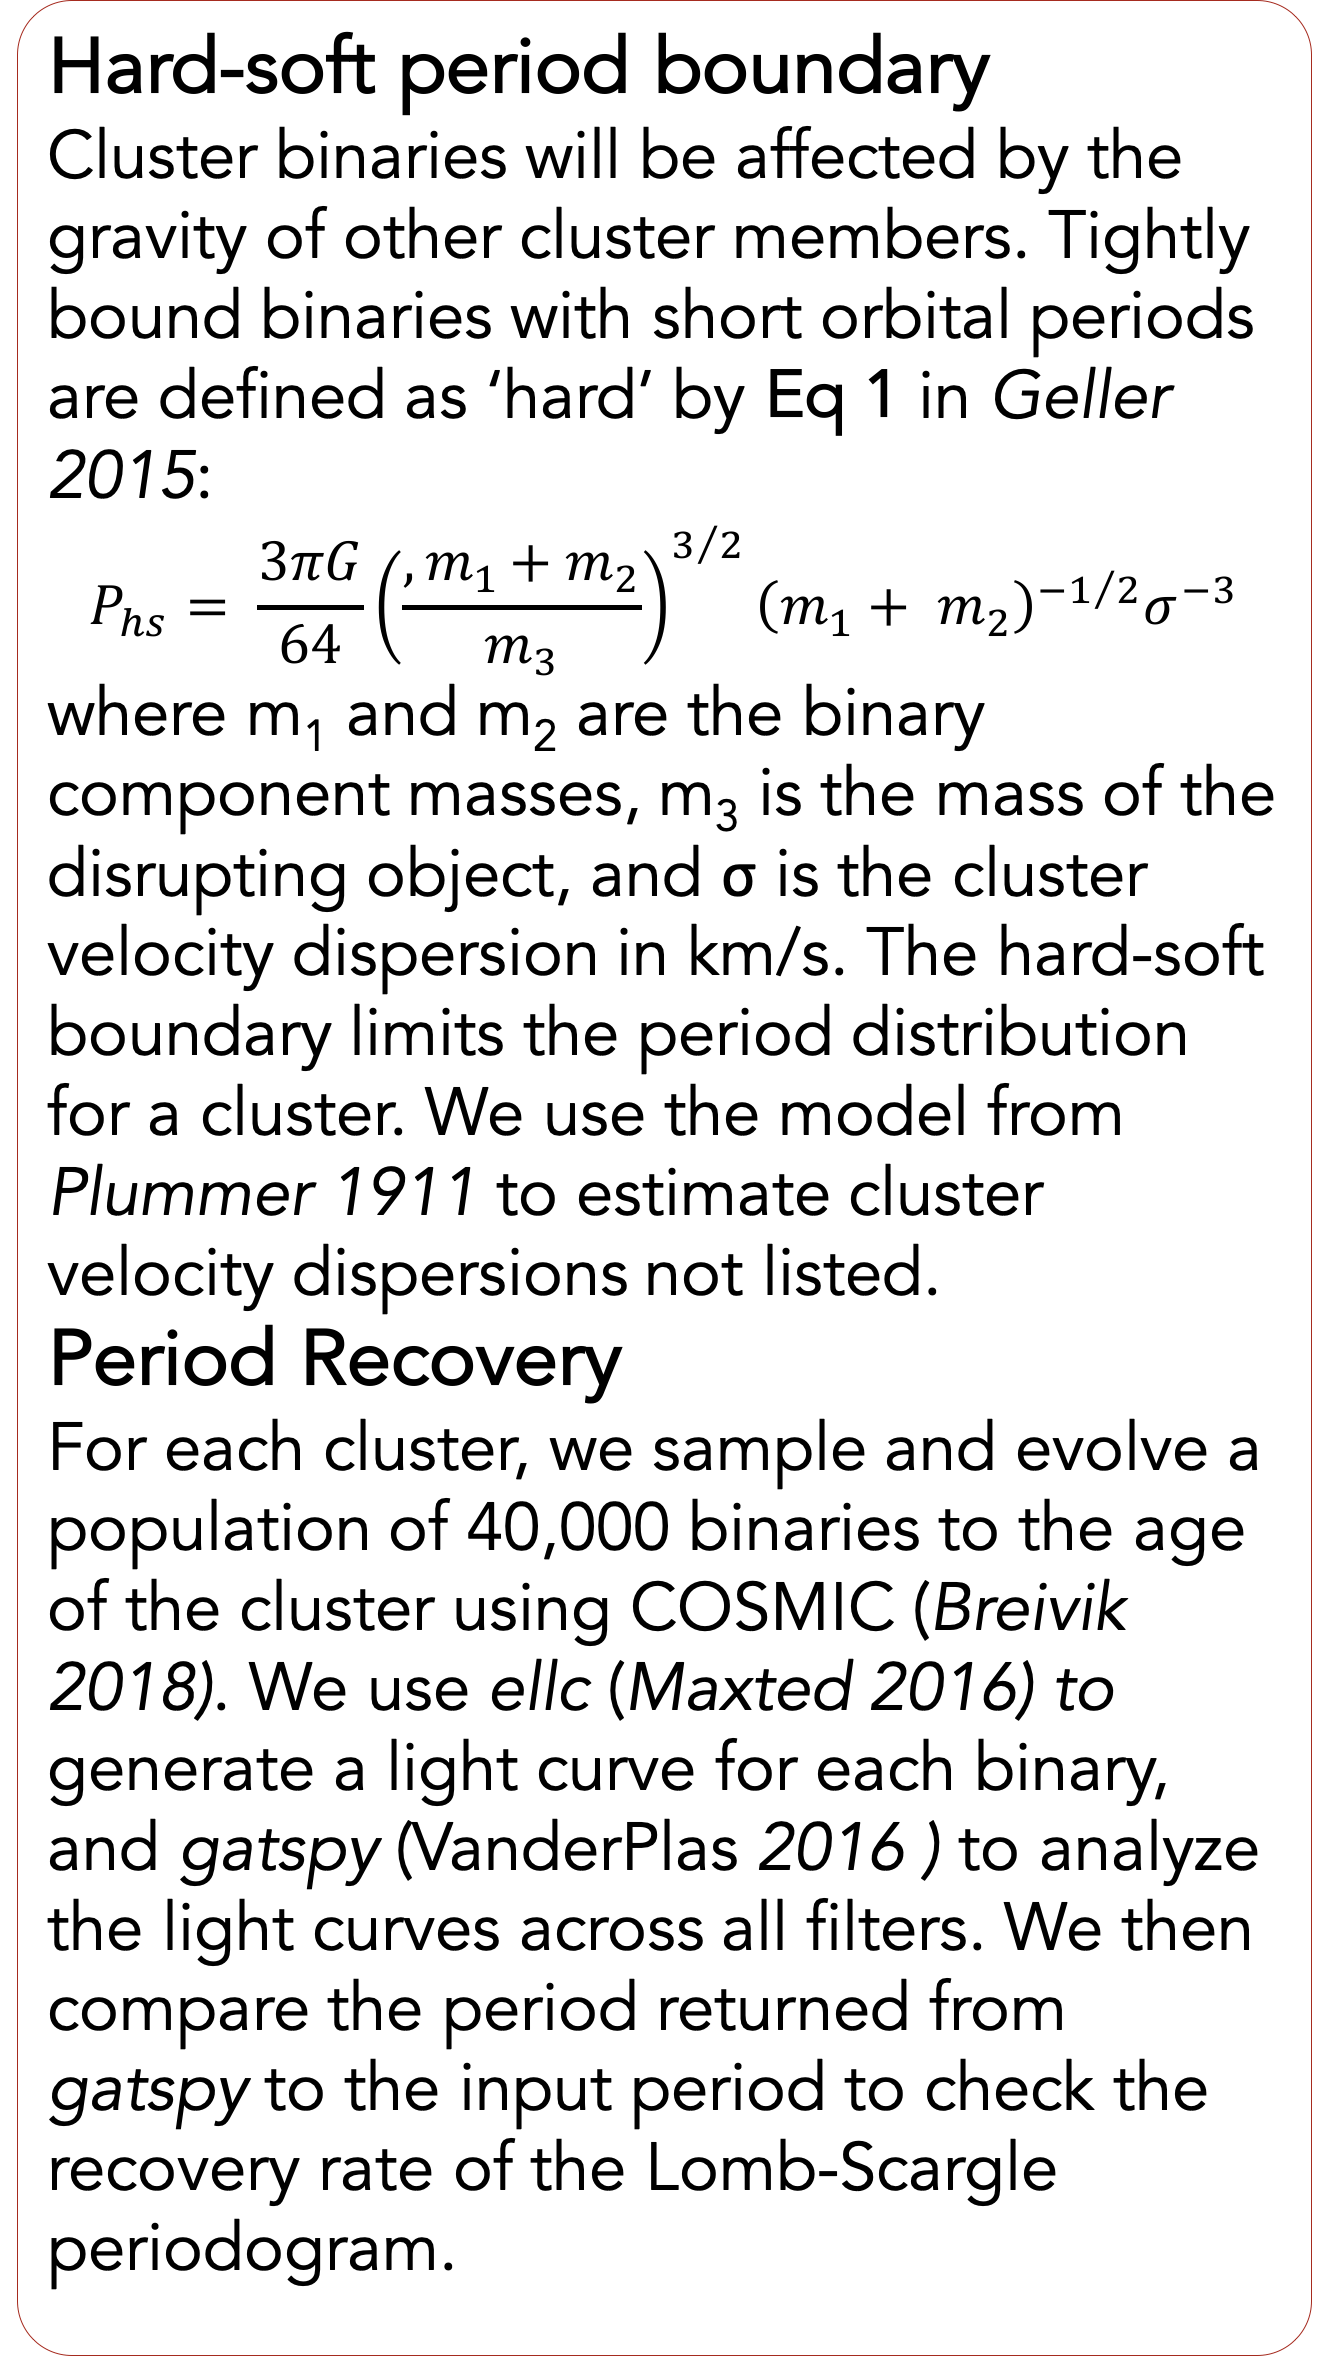 Hard-soft period boundary
Cluster binaries will be affected by the
gravity of other cluster members. Tightly
bound binaries with short orbital periods
are defined as ‘hard’ by Eq 1 in Geller
2015:
P_{hs} = \frac{3πG}{64} \left(\frac{, m_1 + m_2}{m_3}\right)^{3/2} (m_1 + m_2)^{-1/2} σ^{-3}
where m₁ and m₂ are the binary
component masses, m₃ is the mass of the
disrupting object, and σ is the cluster
velocity dispersion in km/s. The hard-soft
boundary limits the period distribution
for a cluster. We use the model from
Plummer 1911 to estimate cluster
velocity dispersions not listed.
Period Recovery
For each cluster, we sample and evolve a
population of 40,000 binaries to the age
of the cluster using COSMIC (Breivik
2018). We use ellc (Maxted 2016) to
generate a light curve for each binary,
and gatspy (VanderPlas 2016 ) to analyze
the light curves across all filters. We then
compare the period returned from
gatspy to the input period to check the
recovery rate of the Lomb-Scargle
periodogram.